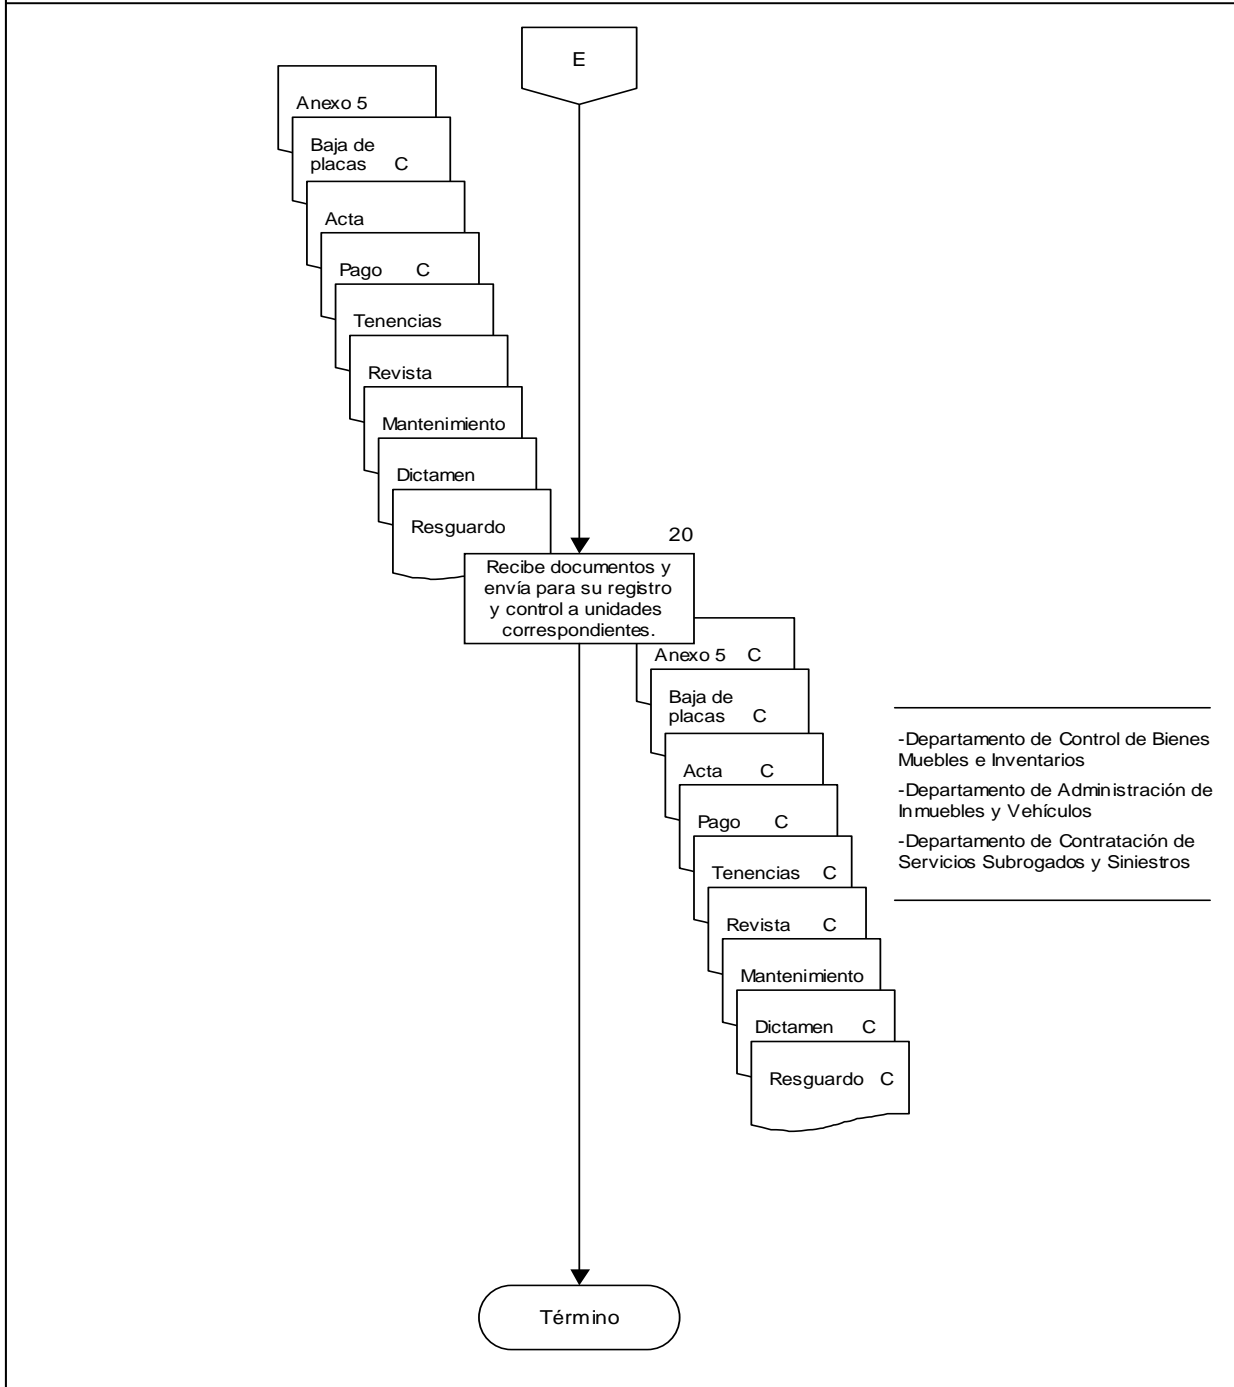 E
Anexo 5
Baja de
placas C
Acta
Pago C
Tenencias
Revista
Mantenimiento
Dictamen
Resguardo
20
Recibe documentos y
envía para su registro
y control a unidades
correspondientes.
Anexo 5 C
Baja de
placas C
Acta C
Pago C
Tenencias C
Revista C
Mantenimiento
Dictamen C
Resguardo C
-Departamento de Control de Bienes
Muebles e Inventarios
-Departamento de Administración de
Inmuebles y Vehículos
-Departamento de Contratación de
Servicios Subrogados y Siniestros
Término